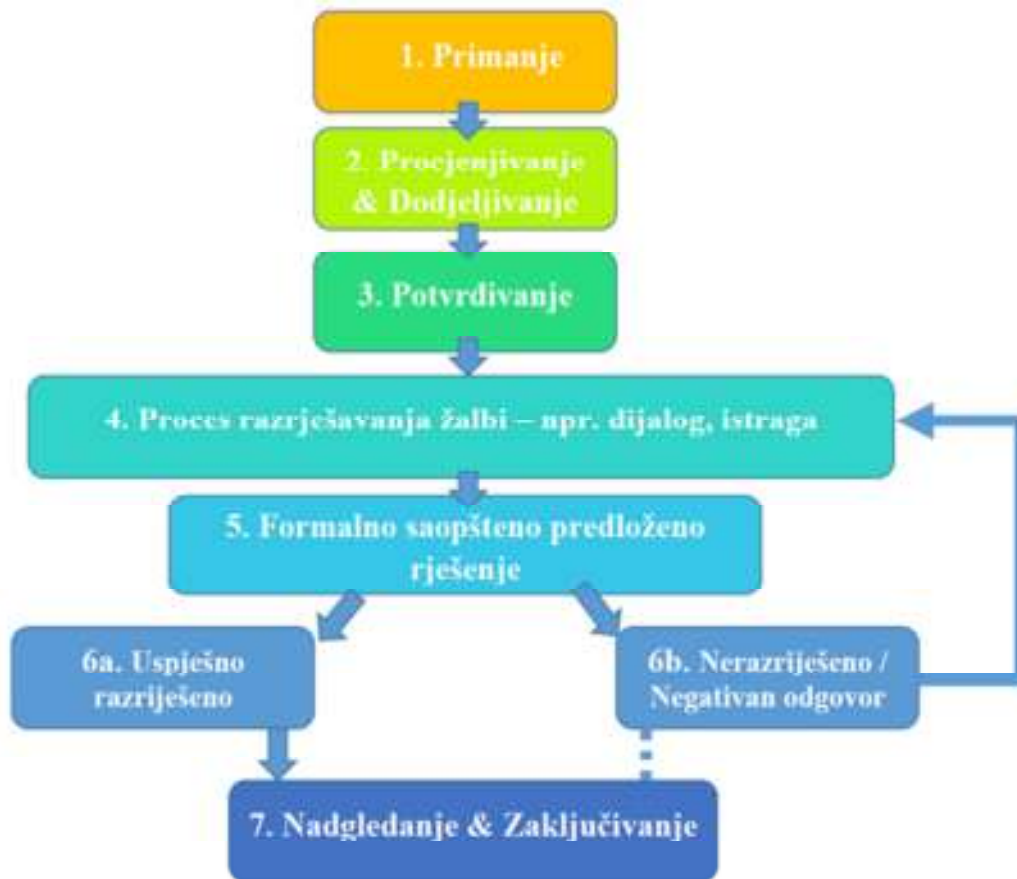 1. Primanje
2. Procjenjivanje
& Dodjeljivanje
3. Potvrđivanje
4. Proces razrješavanja žalbi – npr. dijalog, istraga
5. Formalno saopšteno predloženo
rješenje
6a. Uspješno
razriješeno
6b. Nerazriješeno /
Negativan odgovor
7. Nadgledanje & Zaključivanje